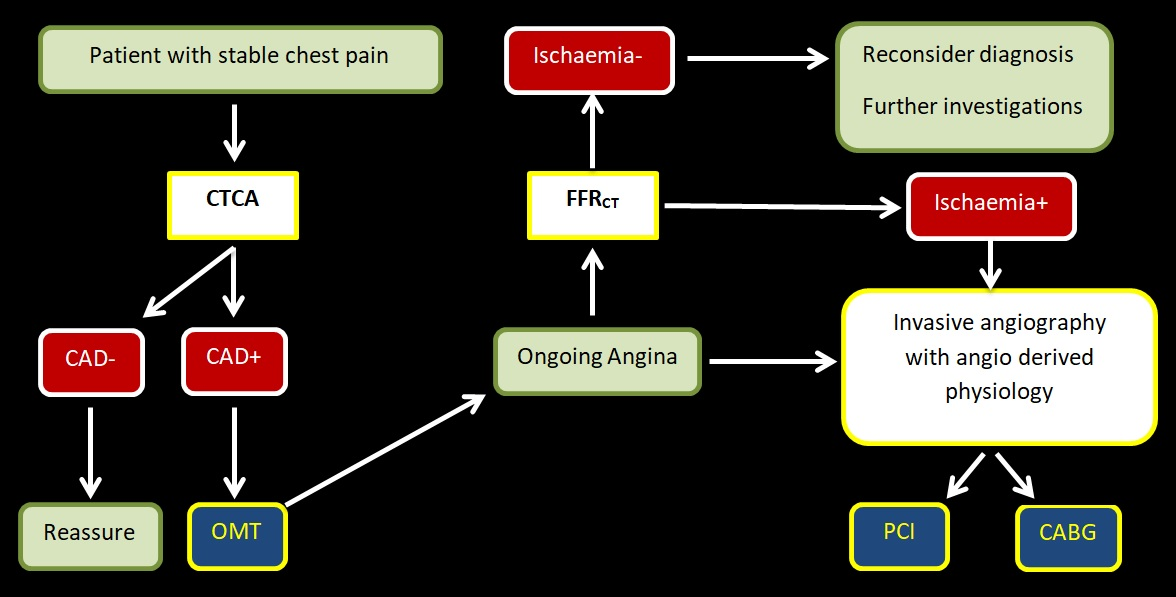 Patient with stable chest pain
CTCA
CAD-
CAD+
Reassure
OMT
Ongoing Angina
FFRCT
Ischaemia-
Reconsider diagnosis
Further investigations
Ischaemia+
Invasive angiography
with angio derived
physiology
PCI
CABG